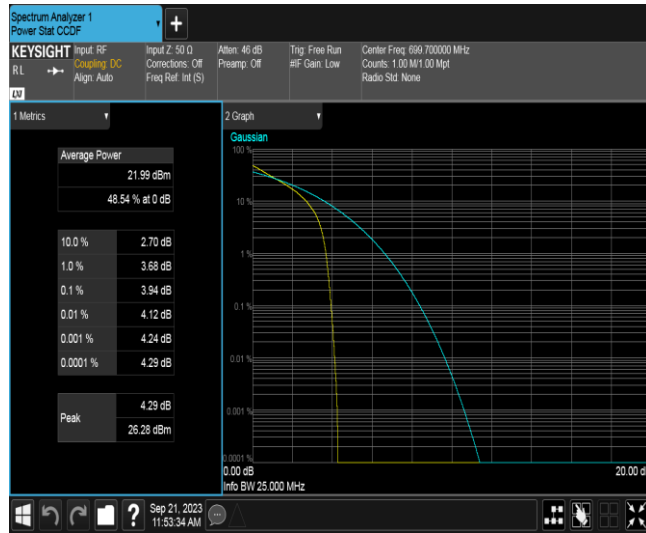 Spectrum Analyzer 1
Power Stat CCDF
+
KEYSIGHT
RL
LXI
Input: RF
Coupling: DC
Align: Auto
Input Z: 50 Ω
Corrections: Off
Freq Ref: Int (S)
Atten: 46 dB
Preamp: Off
Trig: Free Run
#IF Gain: Low
Center Freq: 699.700000 MHz
Counts: 1.00 M/1.00 Mpt
Radio Std: None
1 Metrics
Average Power
21.99 dBm
48.54 % at 0 dB
10.0 % 2.70 dB
1.0 % 3.68 dB
0.1 % 3.94 dB
0.01 % 4.12 dB
0.001 % 4.24 dB
0.0001 % 4.29 dB
Peak
4.29 dB
26.28 dBm
2 Graph
Gaussian
100 %
10 %
1 %
0.1 %
0.01 %
0.001 %
0.0001 %
0.00 dB
20.00 d
Info BW 25.000 MHz
?
Sep 21, 2023
11:53:34 AM